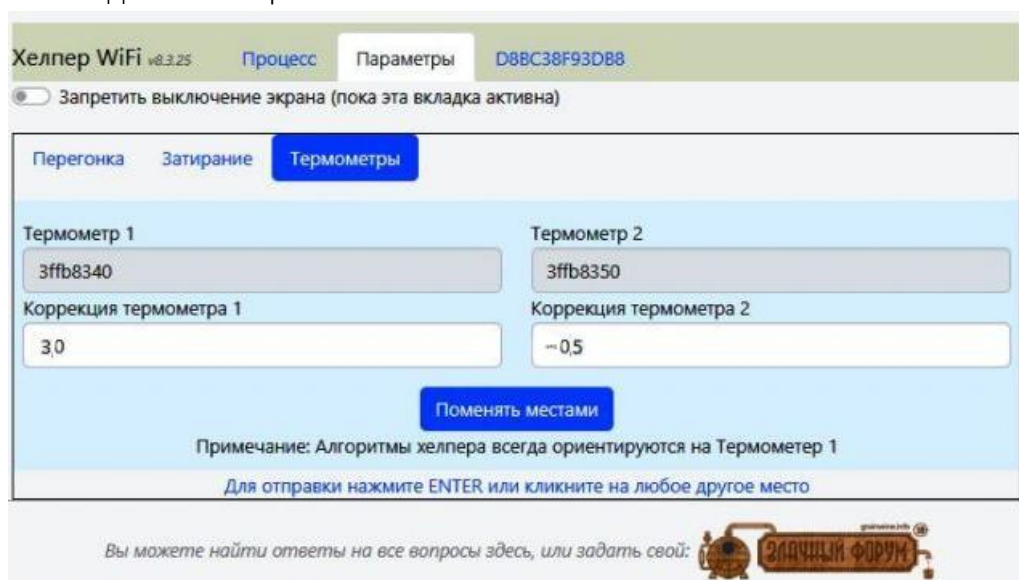 Хелпер WiFi v8.3.25 Процесс Параметры D8BC38F93DB8
Запретить выключение экрана (пока эта вкладка активна)
Перегонка Затирание Термометры
Термометр 1 Термометр 2
3ffb8340 3ffb8350
Коррекция термометра 1 Коррекция термометра 2
3,0 -0,5
Поменять местами
Примечание: Алгоритмы хелпера всегда ориентируются на Термометер 1
Для отправки нажмите ENTER или кликните на любое другое место
Вы можете найти ответы на все вопросы здесь, или задать свой:
ЗЛАЧНЫЙ ФОРУМ